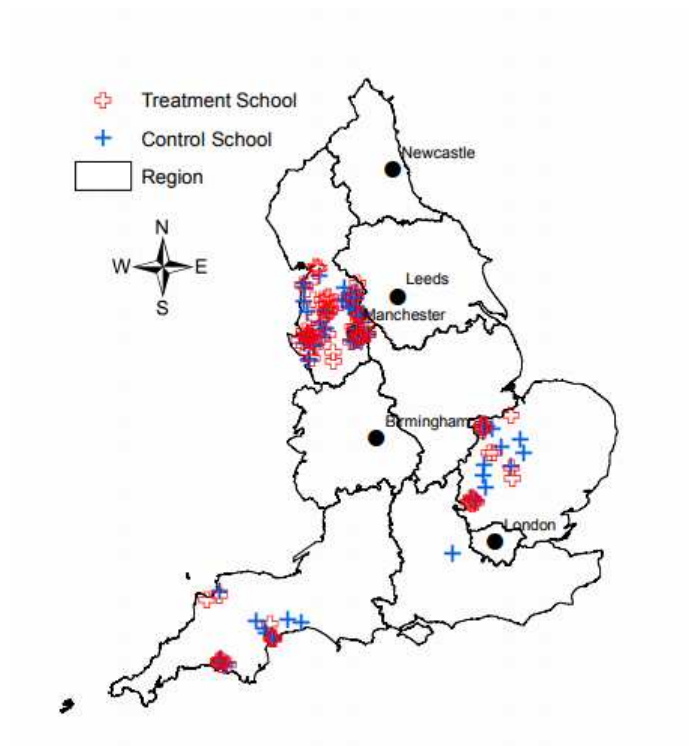 Treatment School
Control School
Region
N
W
E
S
Newcastle
Leeds
Manchester
Birmingham
London